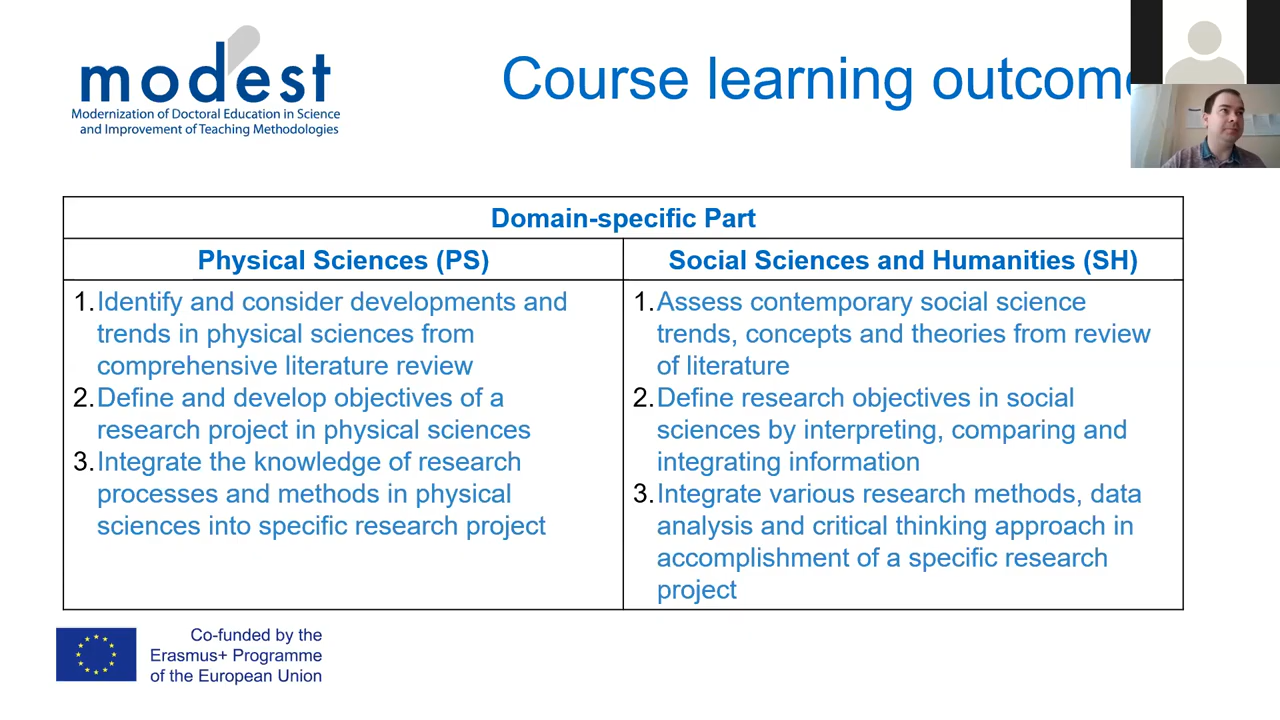 modest
Modernization of Doctoral Education in Science
and Improvement of Teaching Methodologies
Course learning outcome
Domain-specific Part
Physical Sciences (PS)
1. Identify and consider developments and
trends in physical sciences from
comprehensive literature review
2. Define and develop objectives of a
research project in physical sciences
3. Integrate the knowledge of research
processes and methods in physical
sciences into specific research project
Social Sciences and Humanities (SH)
1. Assess contemporary social science
trends, concepts and theories from review
of literature
2. Define research objectives in social
sciences by interpreting, comparing and
integrating information
3. Integrate various research methods, data
analysis and critical thinking approach in
accomplishment of a specific research
project
Co-funded by the
Erasmus+ Programme
of the European Union